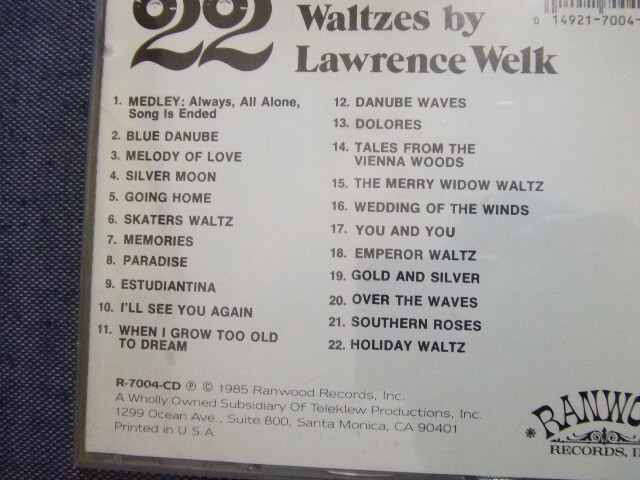 22
Waltzes by
Lawrence Welk
0 14921-7004-
1. MEDLEY: Always, All Alone,
Song Is Ended
2. BLUE DANUBE
3. MELODY OF LOVE
4. SILVER MOON
5. GOING HOME
6. SKATERS WALTZ
7. MEMORIES
8. PARADISE
9. ESTUDIANTINA
10. I'LL SEE YOU AGAIN
11. WHEN I GROW TOO OLD
TO DREAM
12. DANUBE WAVES
13. DOLORES
14. TALES FROM THE
VIENNA WOODS
15. THE MERRY WIDOW WALTZ
16. WEDDING OF THE WINDS
17. YOU AND YOU
18. EMPEROR WALTZ
19. GOLD AND SILVER
20. OVER THE WAVES
21. SOUTHERN ROSES
22. HOLIDAY WALTZ
R-7004-CD ℗ © 1985 Ranwood Records, Inc.
A Wholly Owned Subsidiary Of Teleklew Productions, Inc.
1299 Ocean Ave., Suite 800, Santa Monica, CA 90401
Printed in U.S.A.
RANWO
RECORDS, IN